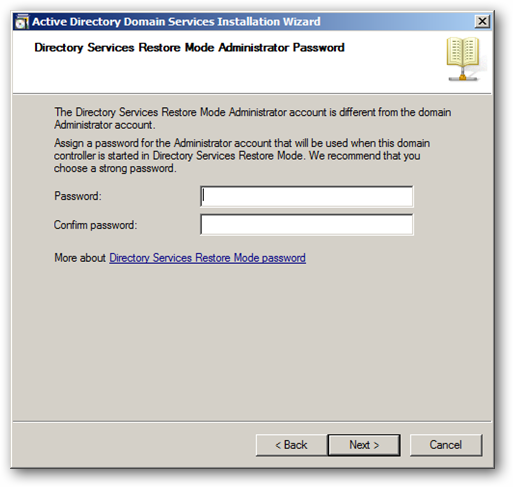 Active Directory Domain Services Installation Wizard
Directory Services Restore Mode Administrator Password
The Directory Services Restore Mode Administrator account is different from the domain
Administrator account.
Assign a password for the Administrator account that will be used when this domain
controller is started in Directory Services Restore Mode. We recommend that you
choose a strong password.
Password:
Confirm password:
More about Directory Services Restore Mode password
< Back Next > Cancel